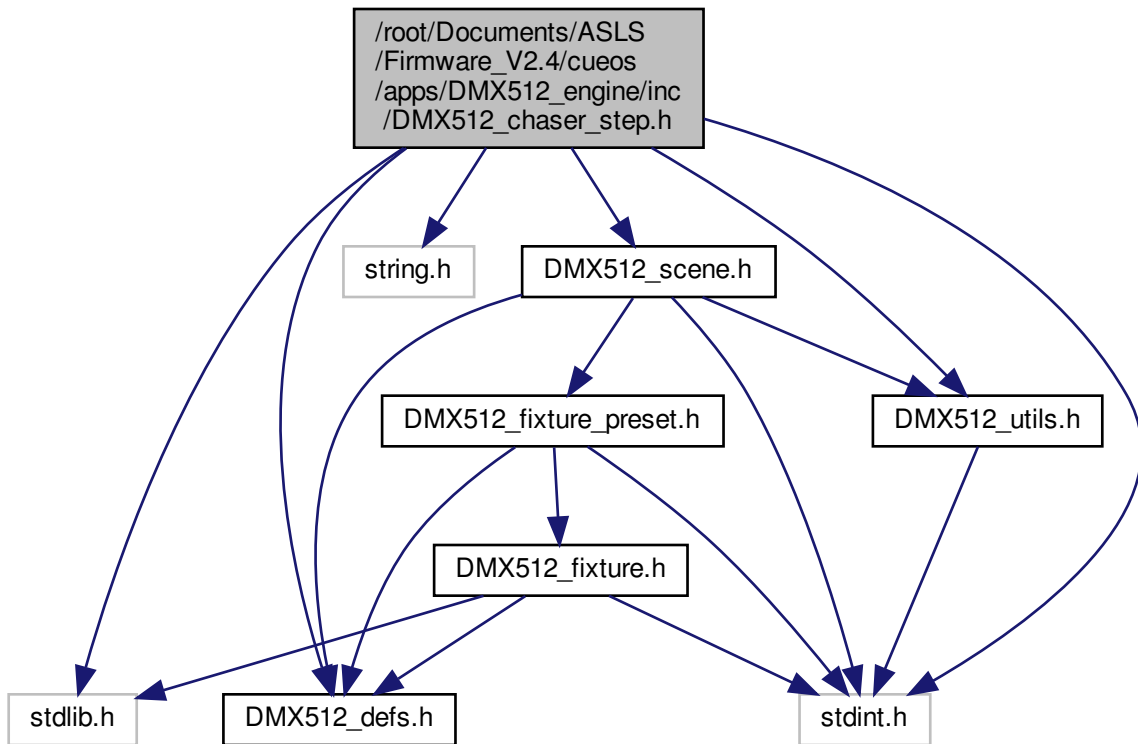 /root/Documents/ASLS
/Firmware_V2.4/cueos
/apps/DMX512_engine/inc
/DMX512_chaser_step.h
string.h
DMX512_scene.h
DMX512_fixture_preset.h
DMX512_utils.h
DMX512_fixture.h
stdlib.h
DMX512_defs.h
stdint.h